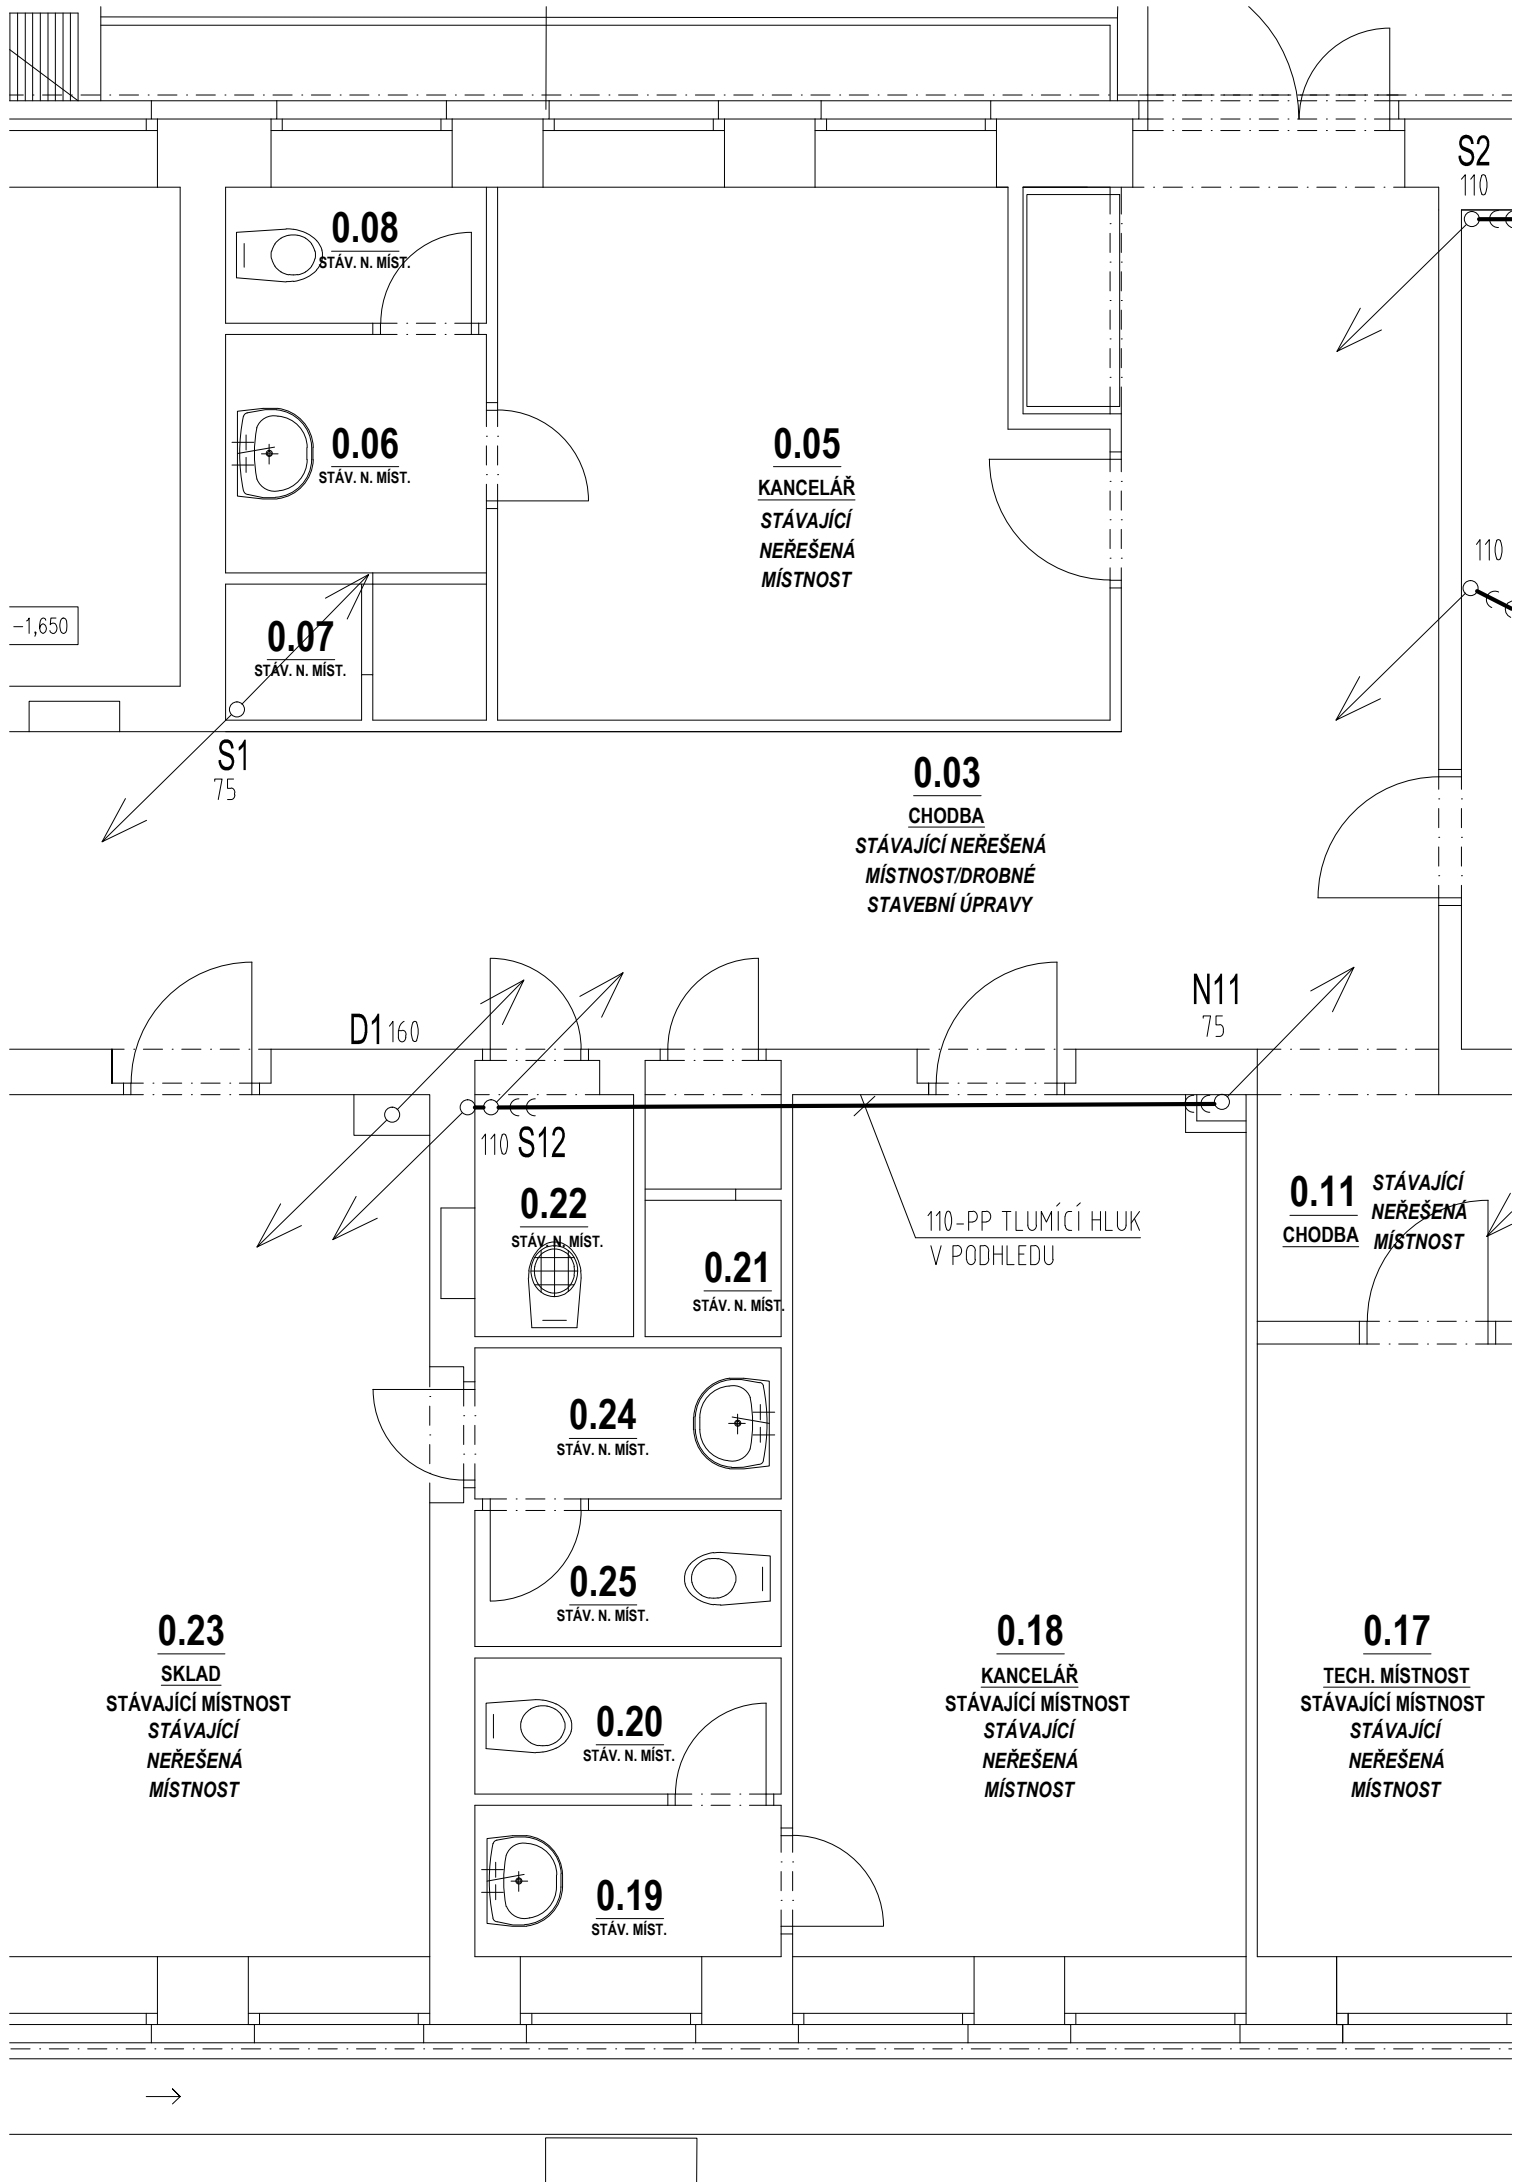 S2
110
0.08
STÁV. N. MÍST.
0.06
STÁV. N. MÍST.
0.05
KANCELÁŘ
STÁVAJÍCÍ
NEŘEŠENÁ
MÍSTNOST
110
-1,650
0.07
STÁV. N. MÍST.
S1
75
0.03
CHODBA
STÁVAJÍCÍ NEŘEŠENÁ
MÍSTNOST/DROBNÉ
STAVEBNÍ ÚPRAVY
D1 160
N11
75
110 S12
0.22
STÁV. N. MÍST.
0.21
STÁV. N. MÍST.
110-PP TLUMÍCÍ HLUK
V PODHLEDU
0.11
CHODBA
STÁVAJÍCÍ
NEŘEŠENÁ
MÍSTNOST
0.24
STÁV. N. MÍST.
0.25
STÁV. N. MÍST.
0.23
SKLAD
STÁVAJÍCÍ MÍSTNOST
STÁVAJÍCÍ
NEŘEŠENÁ
MÍSTNOST
0.20
STÁV. N. MÍST.
0.18
KANCELÁŘ
STÁVAJÍCÍ MÍSTNOST
STÁVAJÍCÍ
NEŘEŠENÁ
MÍSTNOST
0.17
TECH. MÍSTNOST
STÁVAJÍCÍ MÍSTNOST
STÁVAJÍCÍ
NEŘEŠENÁ
MÍSTNOST
0.19
STÁV. MÍST.